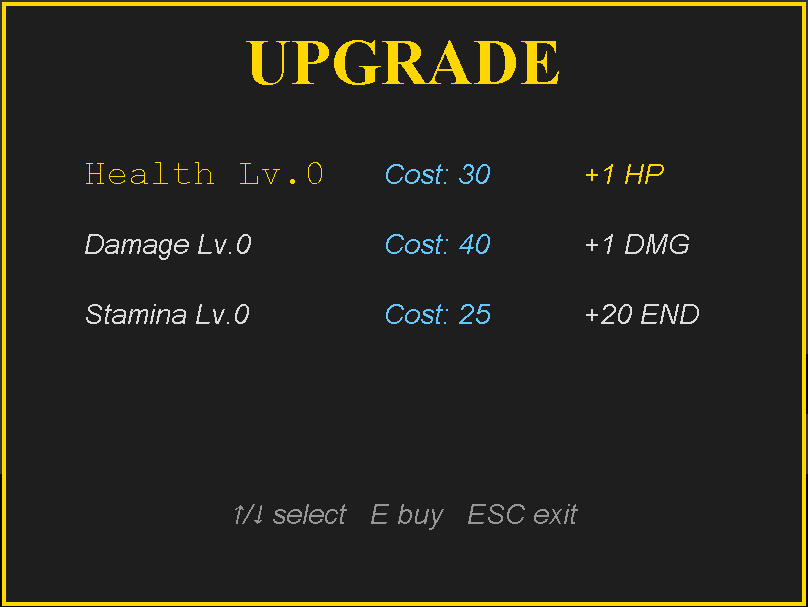 UPGRADE
Health Lv.0 Cost: 30 +1 HP
Damage Lv.0 Cost: 40 +1 DMG
Stamina Lv.0 Cost: 25 +20 END
↑/↓ select E buy ESC exit